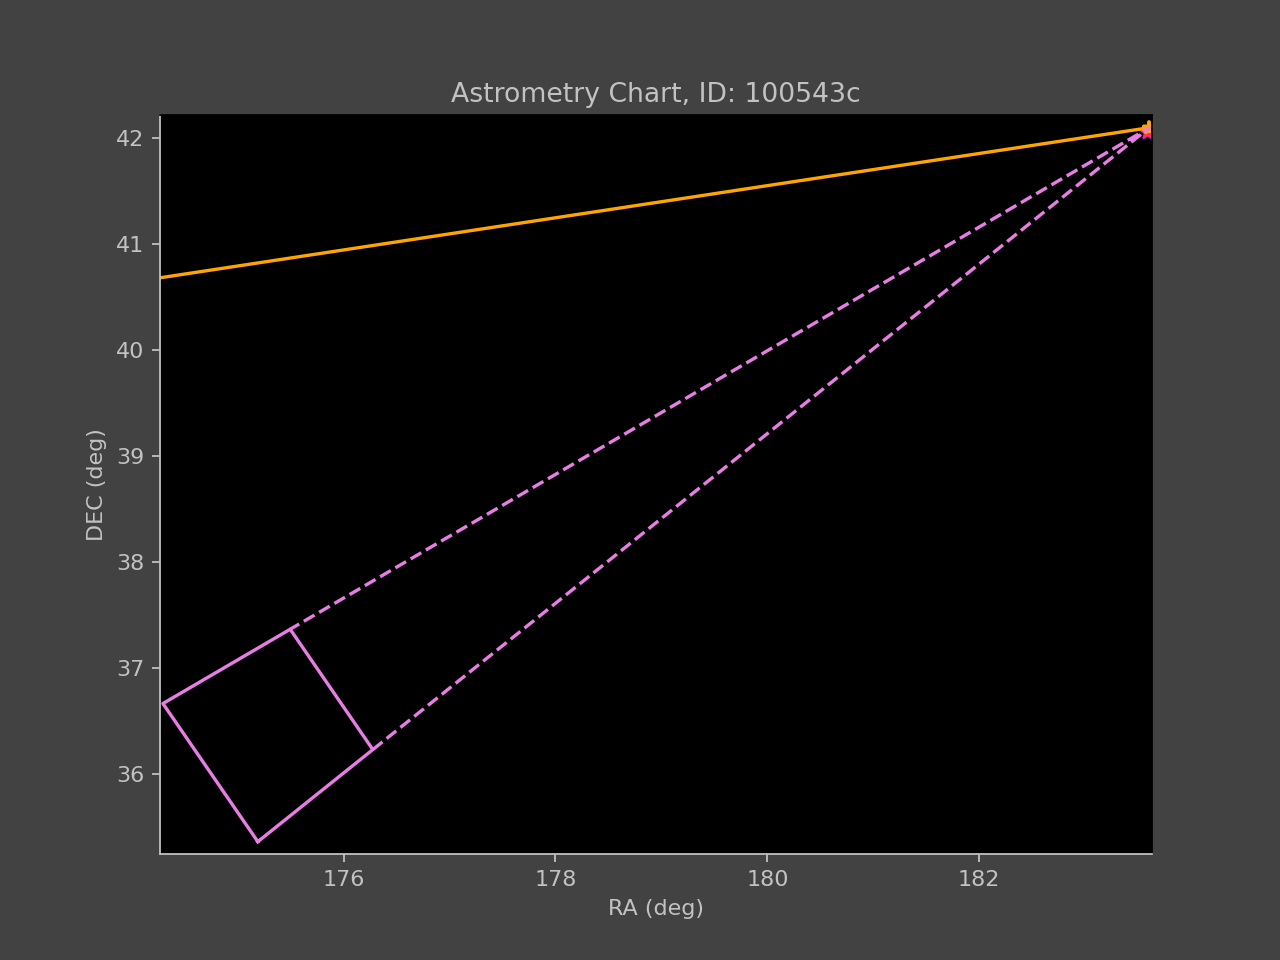 Astrometry Chart, ID: 100543c
42
41
40
39
38
37
36
DEC (deg)
176 178 180 182
RA (deg)